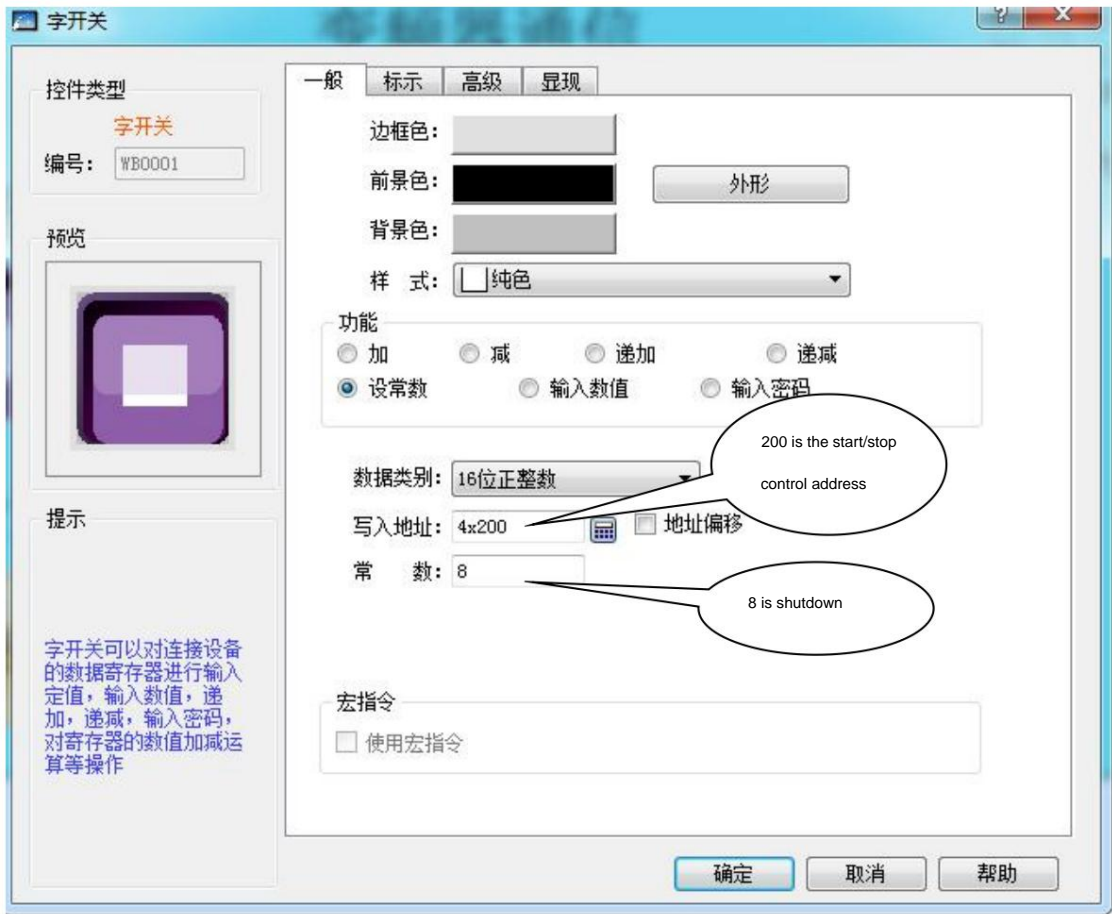 字开关
控件类型
字开关
编号: WB0001
预览
提示
字开关可以对连接设备
的数据寄存器进行输入
定值，输入数值，递
加，递减，输入密码，
对寄存器的数值加减运
算等操作
一般 标示 高级 显现
边框色:
前景色: 外形
背景色:
样 式: 纯色
功能
加 减 递加 递减
设常数 输入数值 输入密码
200 is the start/stop
control address
数据类别: 16位正整数
写入地址: 4x200 地址偏移
常 数: 8
8 is shutdown
宏指令
使用宏指令
确定 取消 帮助